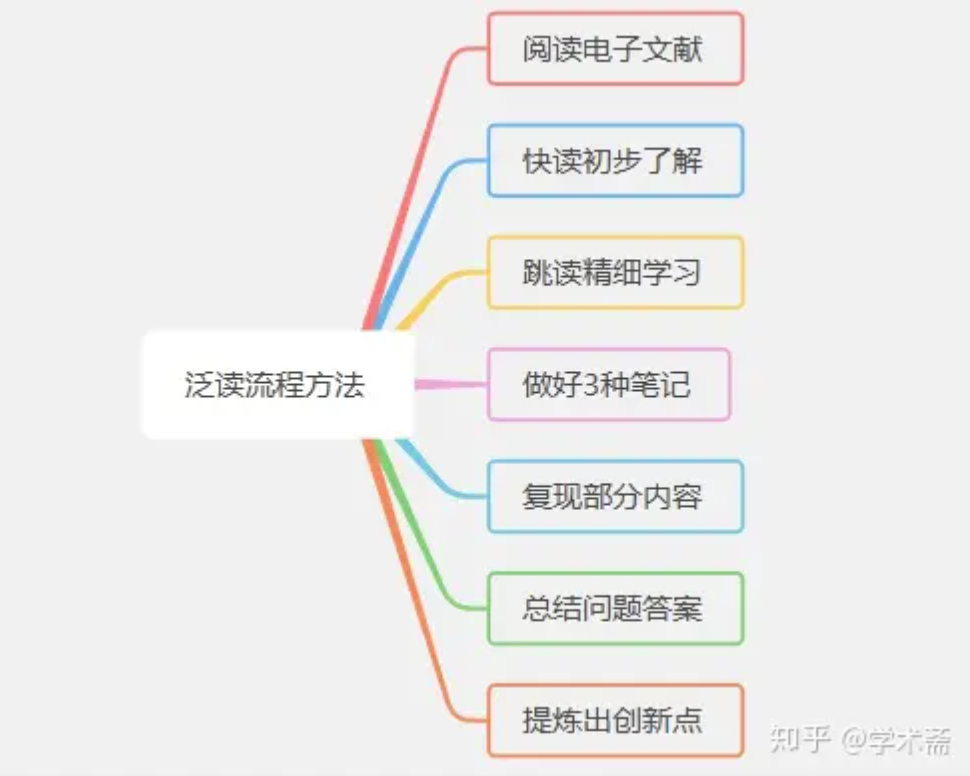 阅读电子文献
快读初步了解
跳读精细学习
泛读流程方法
做好3种笔记
复现部分内容
总结问题答案
提炼出创新点
知乎 @学术斋